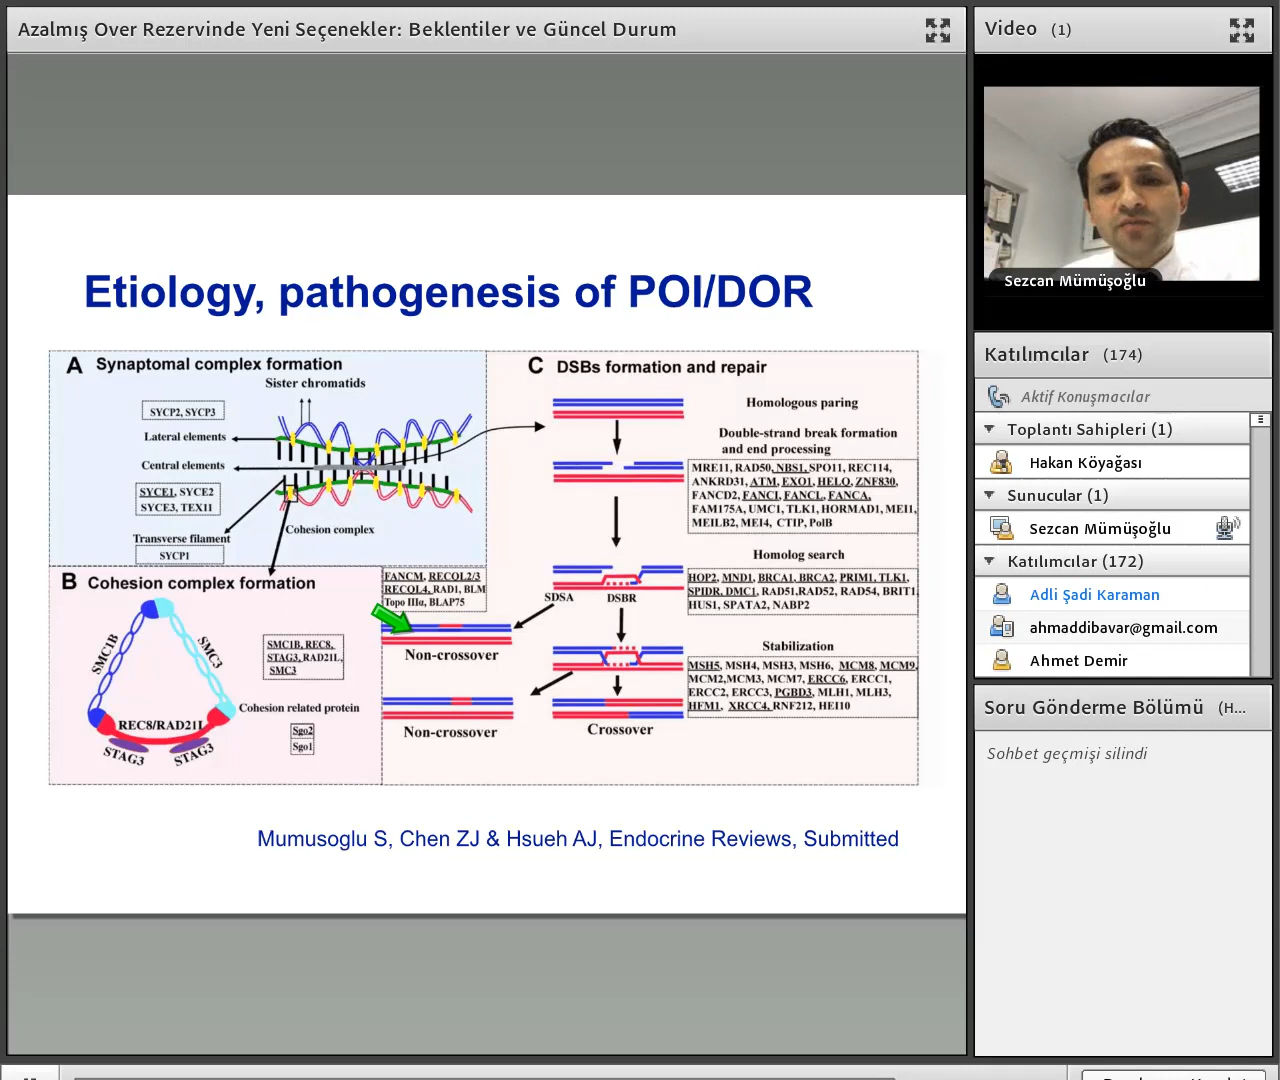 Azalmış Over Rezervinde Yeni Seçenekler: Beklentiler ve Güncel Durum
Etiology, pathogenesis of POI/DOR
A Synaptomal complex formation
Sister chromatids
SYCP2, SYCP3
Lateral elements
Central elements
SYCE1, SYCE2
SYCE3, TEX11
Cohesion complex
Transverse filament
SYCP1
B Cohesion complex formation
SMC1B
SMC3
SMC1B, REC8,
STAG3, RAD21L,
SMC3
Cohesion related protein
REC8/RAD21L
STAG3
STAG3
Sgo2
Sgo1
C DSBs formation and repair
Homologous paring
Double-strand break formation
and end processing
MRE11, RAD50, NBS1, SPO11, REC114,
ANKRD31, ATM, EXO1, HELQ, ZNF830,
FANCD2, FANCI, FANCL, FANCA,
FAM175A, UMC1, TLK1, HORMAD1, MEI1,
MEILB2, MEI4, CTIP, PolB
Homolog search
FANCM, RECQL2/3
RECQL4, RAD1, BLM
Topo IIIα, BLAP75
SDSA
DSBR
HOP2, MND1, BRCA1, BRCA2, PRIM1, TLK1,
SPIDR, DMC1, RAD51,RAD52, RAD54, BRIT1,
HUS1, SPATA2, NABP2
Non-crossover
Stabilization
MSH5, MSH4, MSH3, MSH6, MCM8, MCM9,
MCM2,MCM3, MCM7, ERCC6, ERCC1,
ERCC2, ERCC3, PGBD3, MLH1, MLH3,
HFM1, XRCC4, RNF212, HEI10
Non-crossover
Crossover
Mumusoglu S, Chen ZJ & Hsueh AJ, Endocrine Reviews, Submitted
Video (1)
Sezcan Mümüşoğlu
Katılımcılar (174)
Aktif Konuşmacılar
Toplantı Sahipleri (1)
Hakan Köyağası
Sunucular (1)
Sezcan Mümüşoğlu
Katılımcılar (172)
Adli Şadi Karaman
ahmaddibavar@gmail.com
Ahmet Demir
Soru Gönderme Bölümü (H...
Sohbet geçmişi silindi